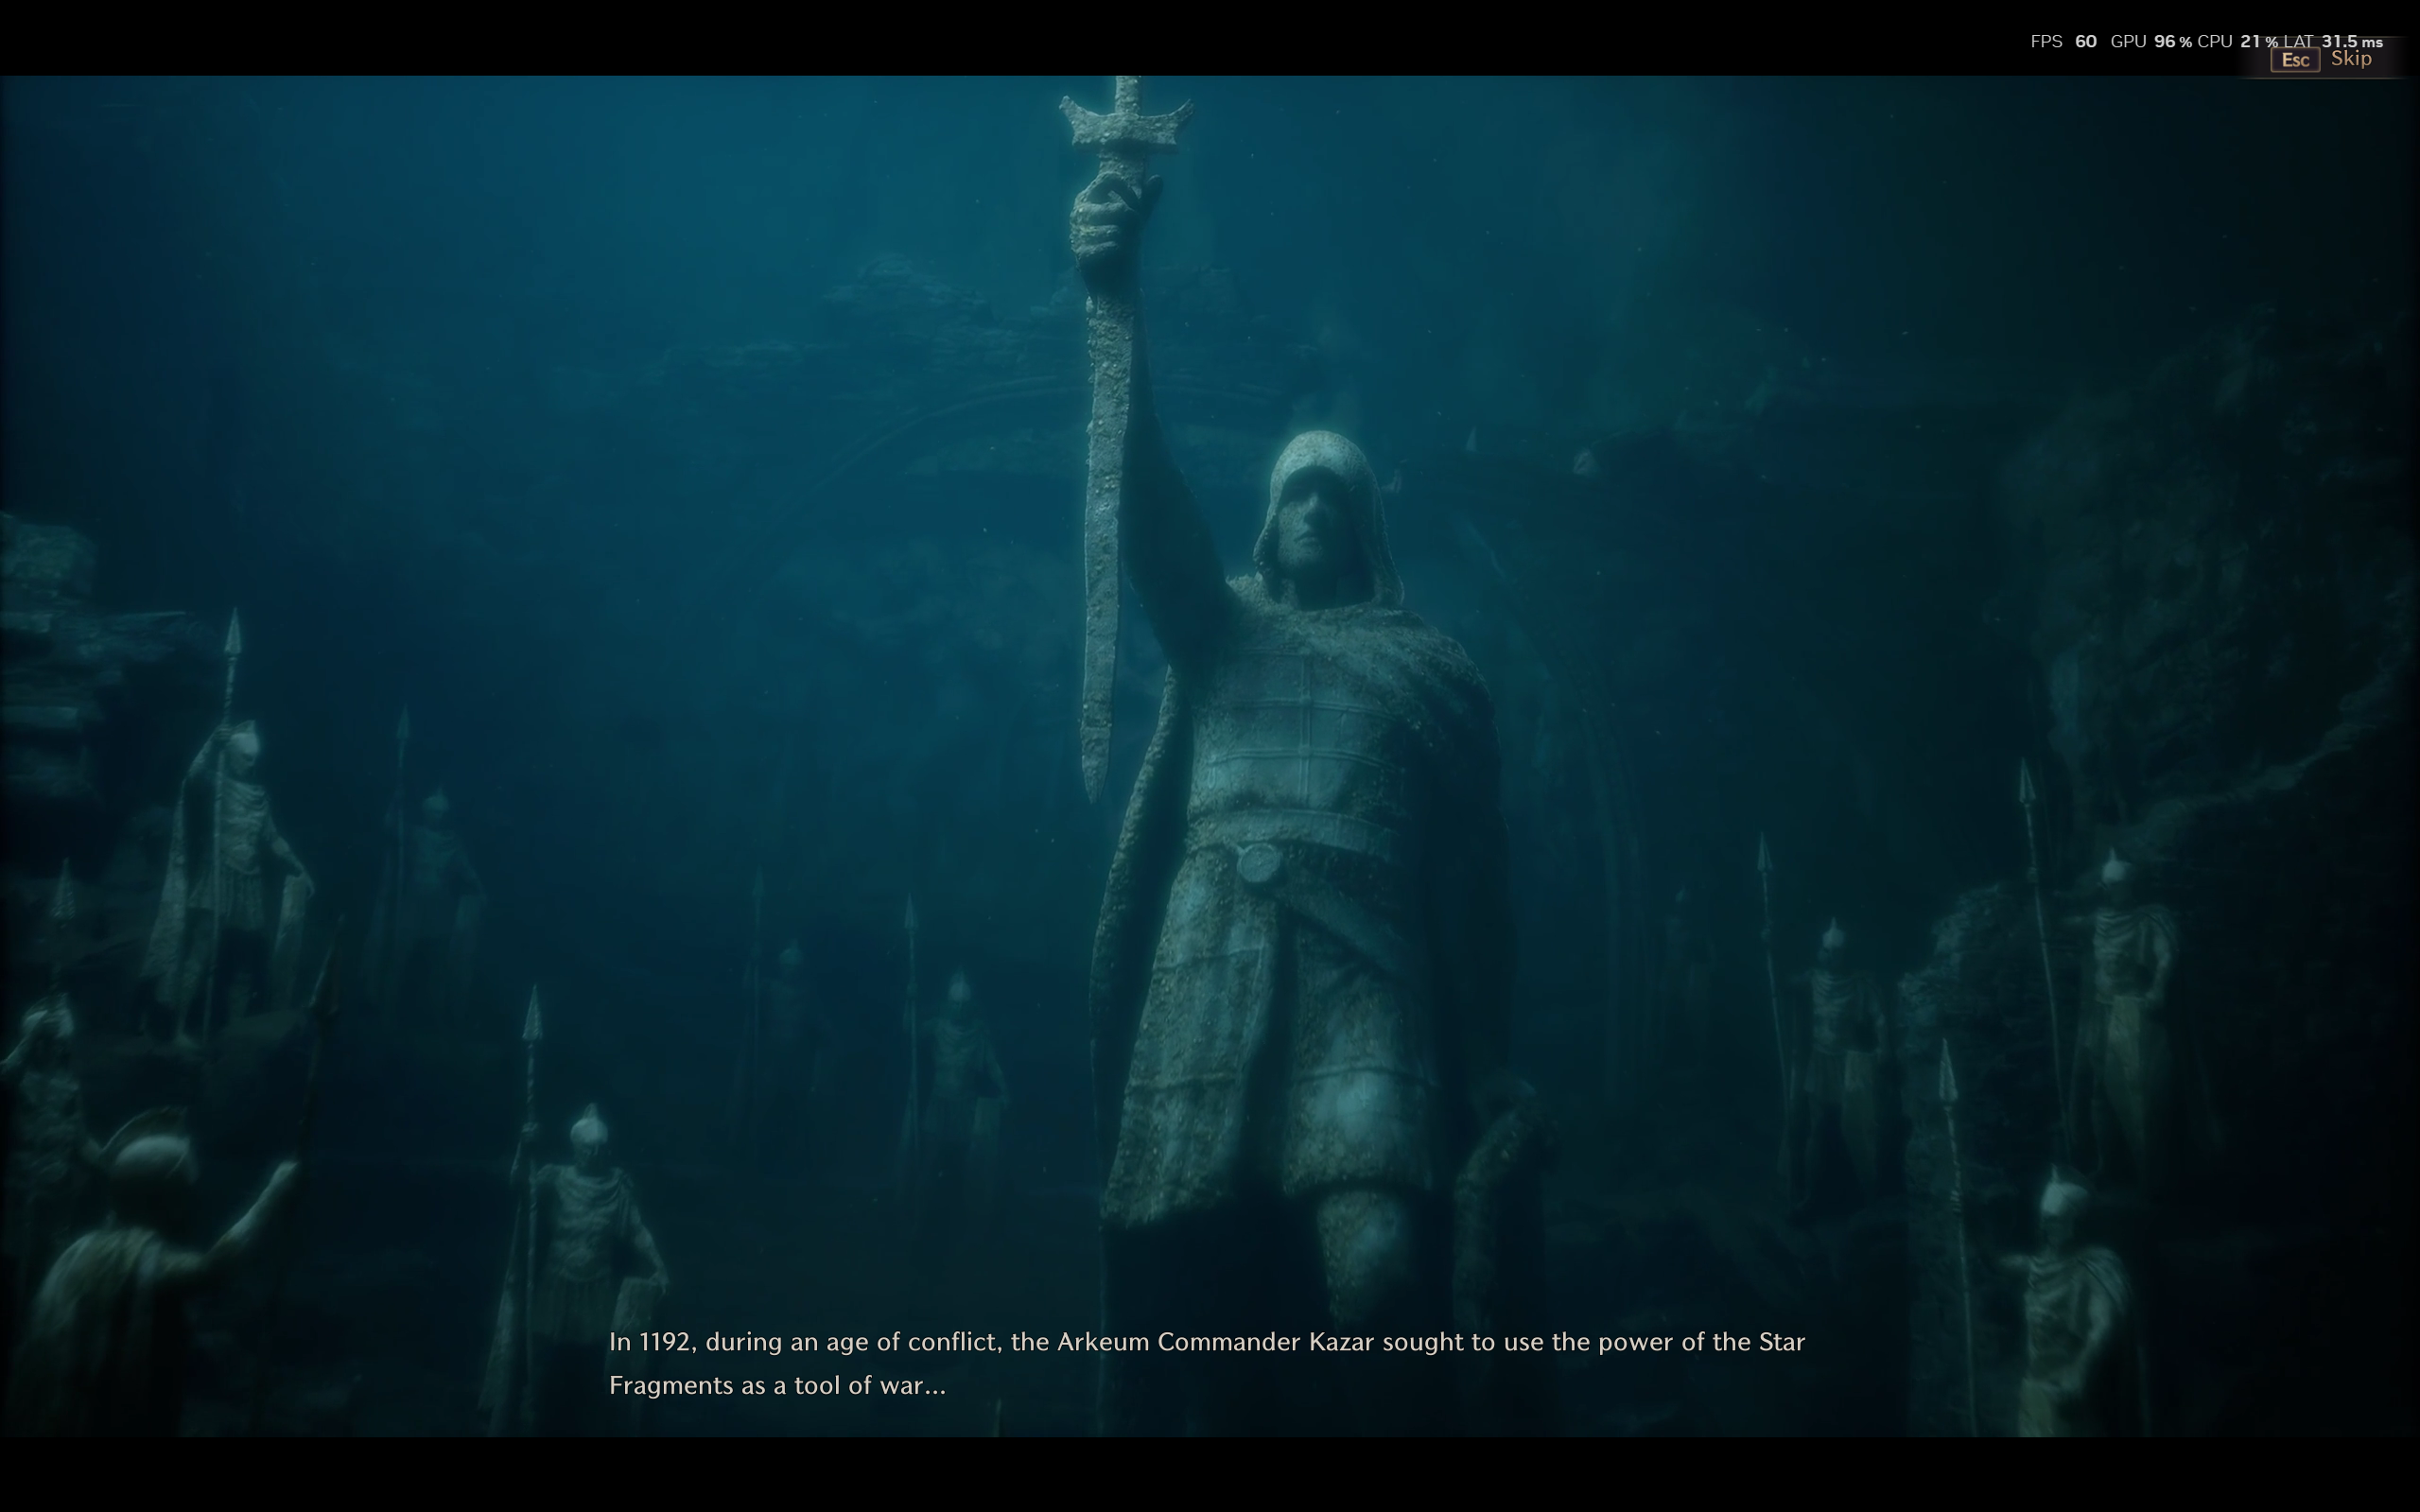 FPS 60 GPU 96 % CPU 21 % LAT 31.5 ms
Esc Skip
In 1192, during an age of conflict, the Arkeum Commander Kazar sought to use the power of the Star
Fragments as a tool of war...